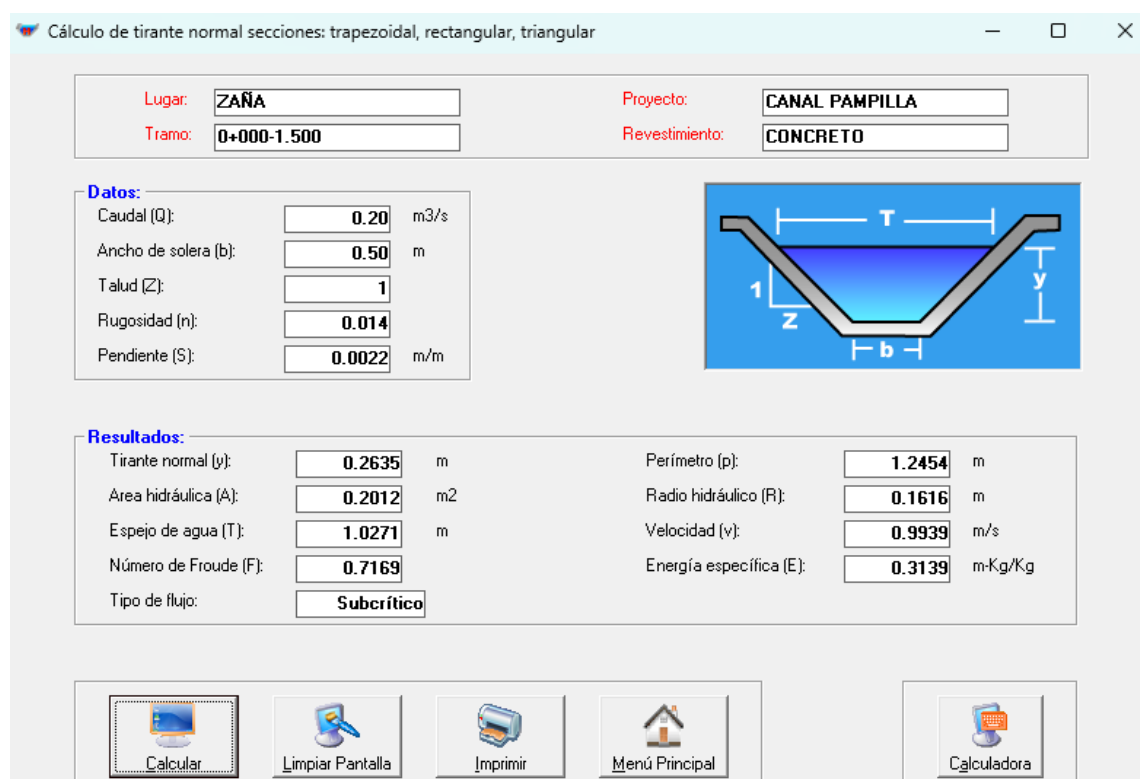 Cálculo de tirante normal secciones: trapezoidal, rectangular, triangular
Lugar: ZAÑA Proyecto: CANAL PAMPILLA
Tramo: 0+000-1.500 Revestimiento: CONCRETO
Datos:
Caudal (Q): 0.20 m3/s
Ancho de solera (b): 0.50 m
Talud (Z): 1
Rugosidad (n): 0.014
Pendiente (S): 0.0022 m/m
T
1
Z
y
b
Resultados:
Tirante normal (y): 0.2635 m Perímetro (p): 1.2454 m
Area hidráulica (A): 0.2012 m2 Radio hidráulico (R): 0.1616 m
Espejo de agua (T): 1.0271 m Velocidad (v): 0.9939 m/s
Número de Froude (F): 0.7169 Energía específica (E): 0.3139 m-Kg/Kg
Tipo de flujo: Subcrítico
Calcular Limpiar Pantalla Imprimir Menú Principal Calculadora